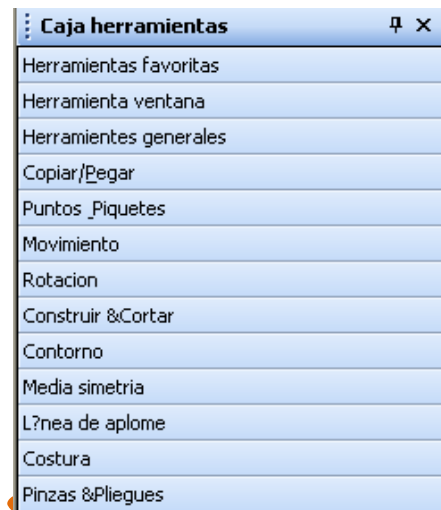 Caja herramientas
Herramientas favoritas
Herramienta ventana
Herramientes generales
Copiar/Pegar
Puntos _Piquetes
Movimiento
Rotacion
Construir &Cortar
Contorno
Media simetria
L?nea de aplome
Costura
Pinzas &Pliegues